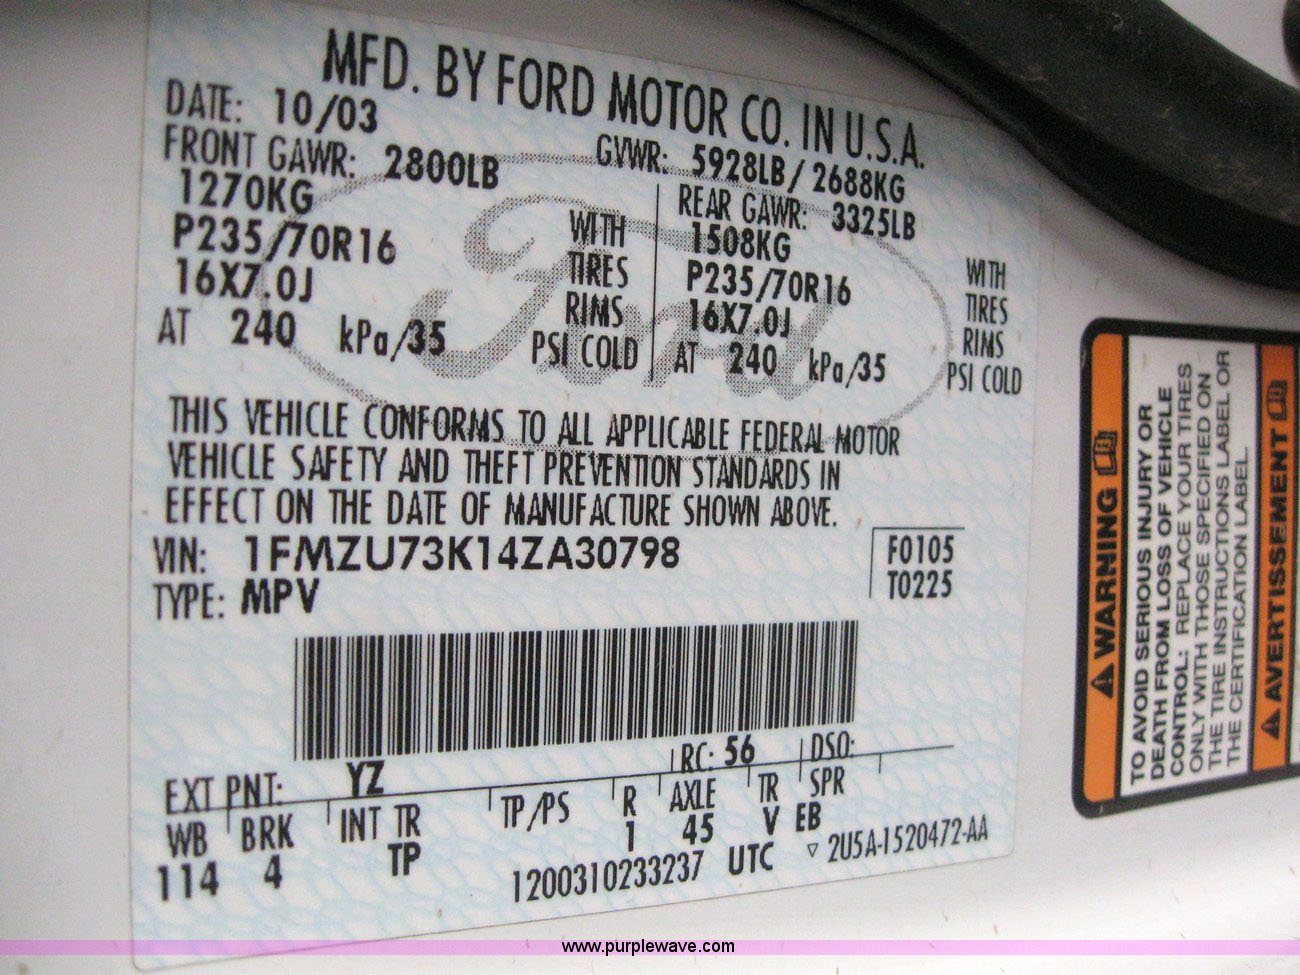 MFD. BY FORD MOTOR CO. IN U.S.A.
DATE: 10/03 GVWR: 5928LB/ 2688KG
FRONT GAWR: 2800LB REAR GAWR: 3325LB
1270KG WITH 1508KG WITH
P235/70R16 TIRES P235/70R16 TIRES
16X7.0J RIMS 16X7.0J RIMS
AT 240 kPa/35 PSI COLD AT 240 kPa/35 PSI COLD
Ford
THIS VEHICLE CONFORMS TO ALL APPLICABLE FEDERAL MOTOR
VEHICLE SAFETY AND THEFT PREVENTION STANDARDS IN
EFFECT ON THE DATE OF MANUFACTURE SHOWN ABOVE.
VIN: 1FMZU73K14ZA30798 F0105
TYPE: MPV T0225
EXT PNT: YZ RC: 56 DSO:
WB BRK INT TR TP/PS R AXLE TR SPR
114 4 TP 1 45 V EB
1200310233237 UTC ▽ 2U5A-1520472-AA
WARNING
TO AVOID SERIOUS INJURY OR
DEATH FROM LOSS OF VEHICLE
CONTROL: REPLACE YOUR TIRES
ONLY WITH THOSE SPECIFIED ON
THE TIRE INSTRUCTIONS LABEL OR
THE CERTIFICATION LABEL.
AVERTISSEMENT
www.purplewave.com